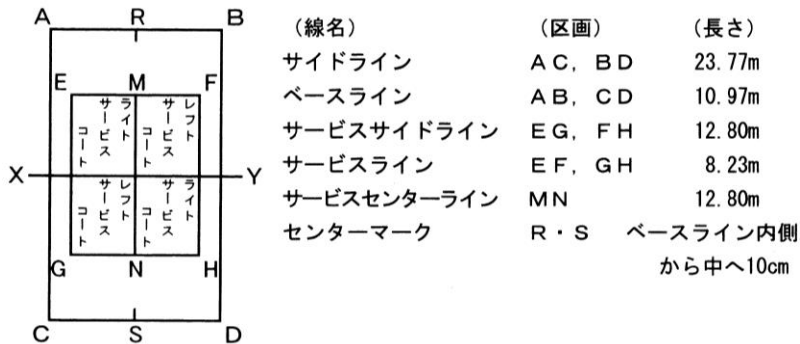 A R B
E M F
ライト サービス コート
レフト サービス コート
X Y
レフト サービス コート
ライト サービス コート
G N H
C S D
（線名） （区画） （長さ）
サイドライン ＡＣ，ＢＤ 23.77m
ベースライン ＡＢ，ＣＤ 10.97m
サービスサイドライン ＥＧ，ＦＨ 12.80m
サービスライン ＥＦ，ＧＨ 8.23m
サービスセンターライン ＭＮ 12.80m
センターマーク Ｒ・Ｓ ベースライン内側
から中へ10cm